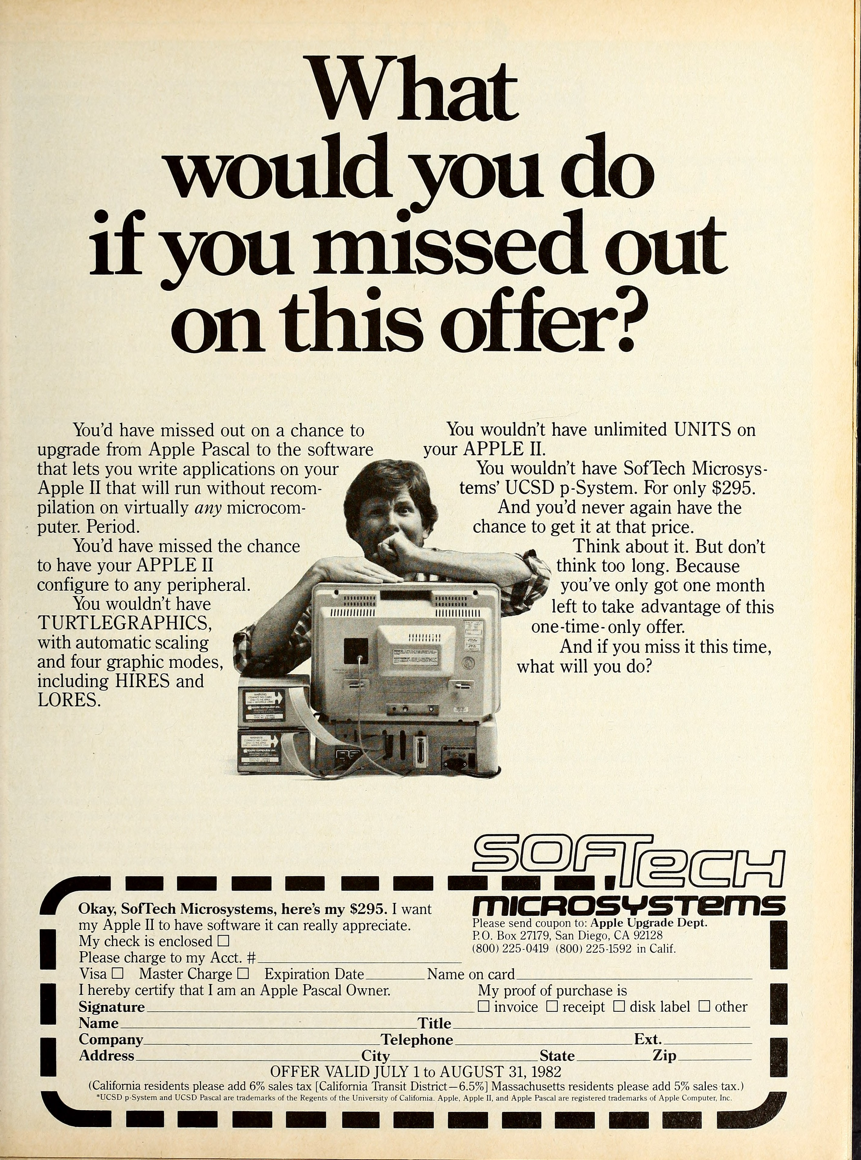 What
would you do
if you missed out
on this offer?
You'd have missed out on a chance to
upgrade from Apple Pascal to the software
that lets you write applications on your
Apple II that will run without recom-
pilation on virtually any microcom-
puter. Period.
You'd have missed the chance
to have your APPLE II
configure to any peripheral.
You wouldn't have
TURTLEGRAPHICS,
with automatic scaling
and four graphic modes,
including HIRES and
LORES.
You wouldn't have unlimited UNITS on
your APPLE II.
You wouldn't have SofTech Microsys-
tems' UCSD p-System. For only $295.
And you'd never again have the
chance to get it at that price.
Think about it. But don't
think too long. Because
you've only got one month
left to take advantage of this
one-time-only offer.
And if you miss it this time,
what will you do?
SOFTECH
MICROSYSTEMS
Okay, SofTech Microsystems, here's my $295. I want
my Apple II to have software it can really appreciate.
My check is enclosed ☐
Please send coupon to: Apple Upgrade Dept.
P.O. Box 27179, San Diego, CA 92128
(800) 225-0419 (800) 225-1592 in Calif.
Please charge to my Acct. #
Visa ☐ Master Charge ☐ Expiration Date Name on card
I hereby certify that I am an Apple Pascal Owner. My proof of purchase is
Signature ☐ invoice ☐ receipt ☐ disk label ☐ other
Name Title
Company Telephone Ext.
Address City State Zip
OFFER VALID JULY 1 to AUGUST 31, 1982
(California residents please add 6% sales tax [California Transit District—6.5%] Massachusetts residents please add 5% sales tax.)
*UCSD p-System and UCSD Pascal are trademarks of the Regents of the University of California. Apple, Apple II, and Apple Pascal are registered trademarks of Apple Computer, Inc.